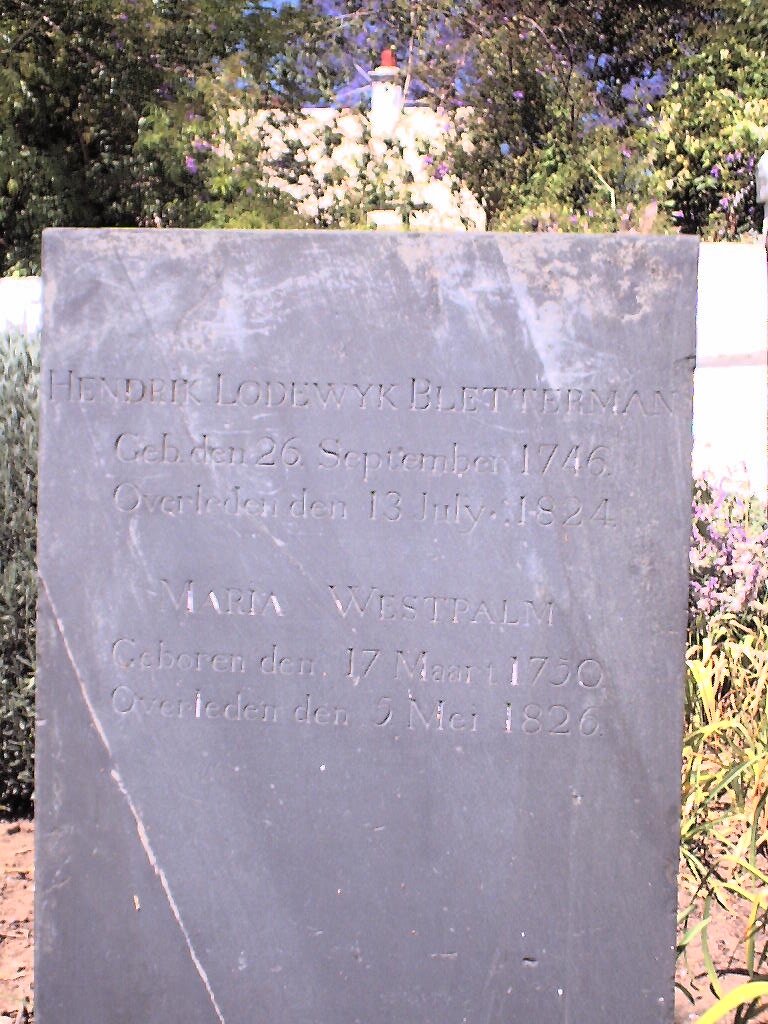 HENDRIK LODEWYK BLETTERMAN
Geb. den 26. September 1746.
Overleden den 13 July. 1824.
MARIA WESTPALM
Geboren den. 17 Maart 1750.
Overleden den 5 Mei 1826.